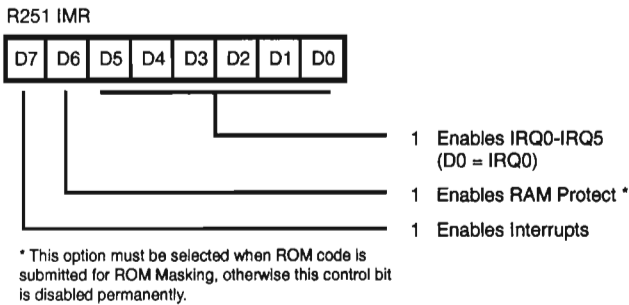 R251 IMR
D7 D6 D5 D4 D3 D2 D1 D0
1 Enables IRQ0-IRQ5
(D0 = IRQ0)
1 Enables RAM Protect *
1 Enables Interrupts
* This option must be selected when ROM code is
submitted for ROM Masking, otherwise this control bit
is disabled permanently.